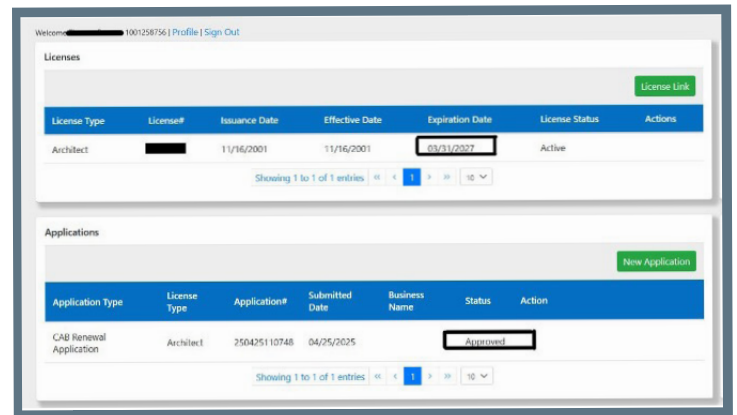 Welcome 1001258756 | Profile | Sign Out
Licenses
License Link
License Type License# Issuance Date Effective Date Expiration Date License Status Actions
Architect 11/16/2001 11/16/2001 03/31/2027 Active
Showing 1 to 1 of 1 entries « ‹ 1 › » 10
Applications
New Application
Application Type License Type Application# Submitted Date Business Name Status Action
CAB Renewal Application Architect 250425110748 04/25/2025 Approved
Showing 1 to 1 of 1 entries « ‹ 1 › » 10